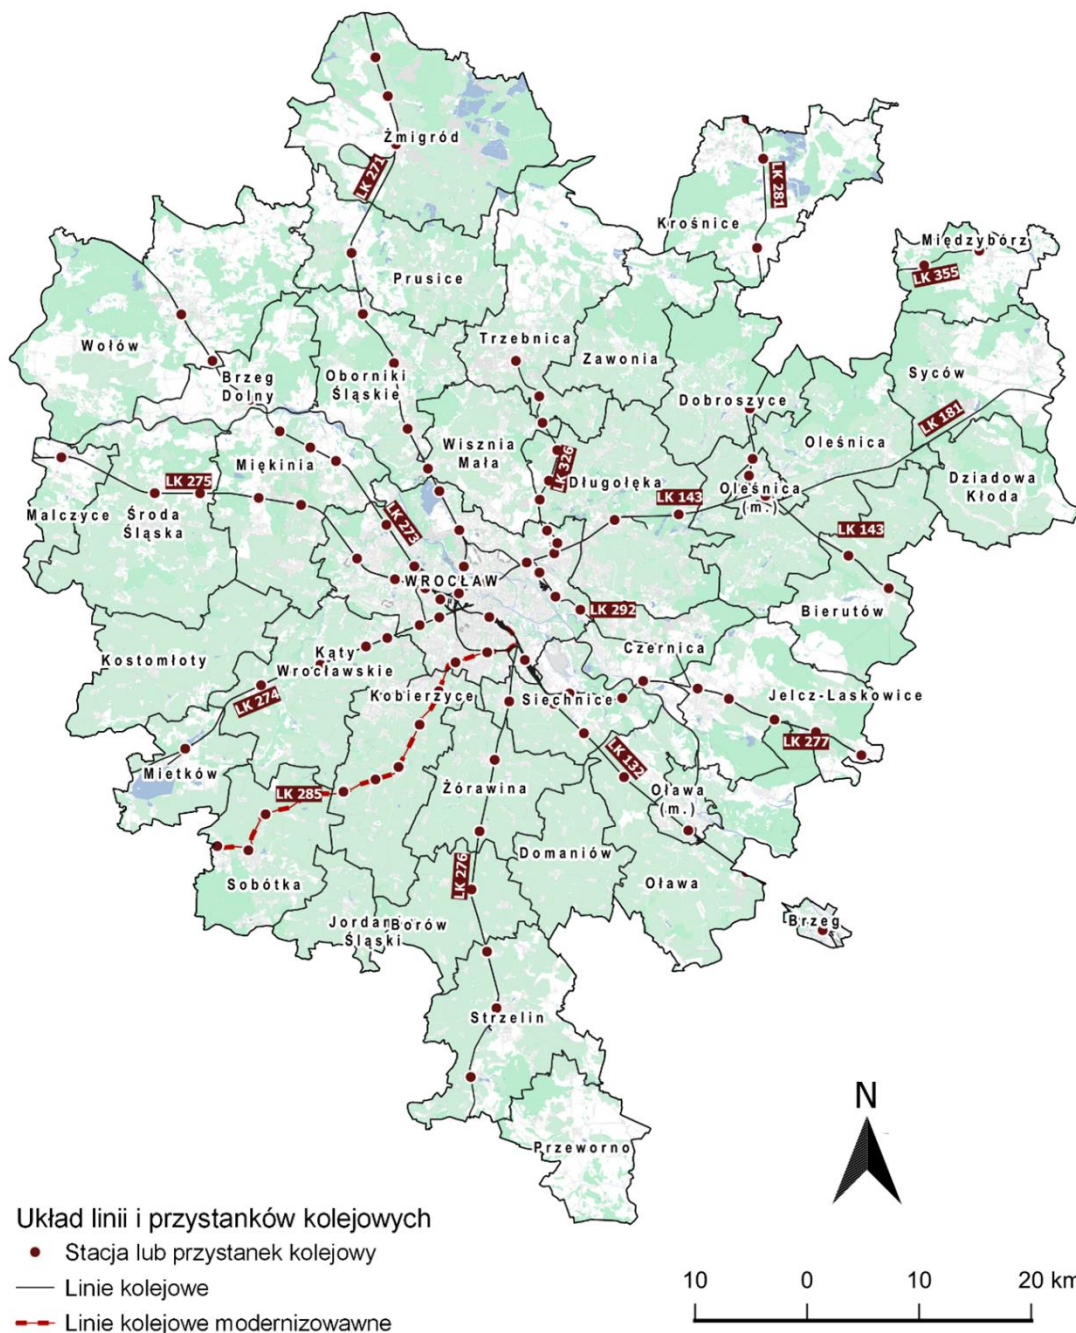 Żmigród
LK 271
Krośnice
LK 281
Międzybórz
LK 355
Prusice
Wołów
Trzebnica
Zawonia
Syców
Brzeg
Dolny
Oborniki
Śląskie
Dobroszyce
LK 181
Wisznia
Mała
Oleśnica
Miękinia
LK 326
Długołęka
Dziadowa
Kłoda
LK 275
Oleśnica
(m.)
LK 143
Malczyce
Środa
Śląska
LK 273
LK 143
WROCŁAW
LK 292
Bierutów
Kostomłoty
Kąty
Wrocławskie
Czernica
LK 274
Kobierzyce
Siechnice
Jelcz-Laskowice
LK 277
Mietków
LK 132
LK 285
Żórawina
Oława
(m.)
LK 276
Domaniów
Sobótka
Oława
Jordan
Śląski
Borów
Brzeg
Strzelin
Przeworno
N
Układ linii i przystanków kolejowych
Stacja lub przystanek kolejowy
Linie kolejowe
Linie kolejowe modernizowawne
10 0 10 20 km